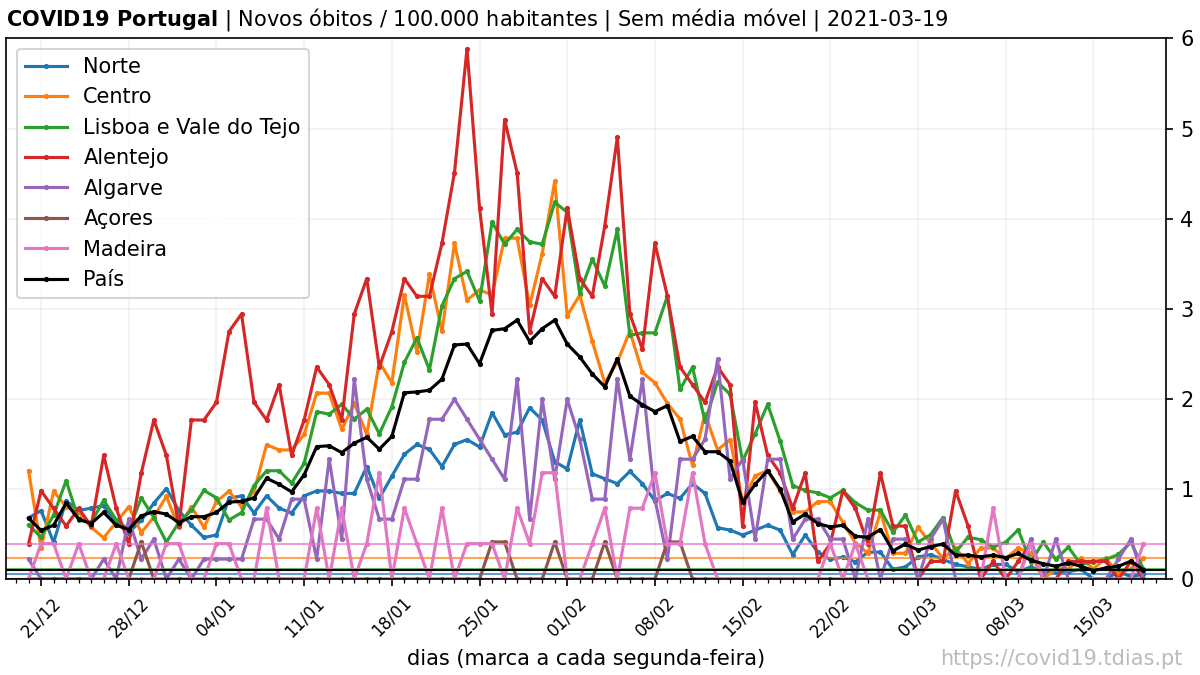 COVID19 Portugal | Novos óbitos / 100.000 habitantes | Sem média móvel | 2021-03-19
Norte
Centro
Lisboa e Vale do Tejo
Alentejo
Algarve
Açores
Madeira
País
6
5
4
3
2
1
0
21/12
28/12
04/01
11/01
18/01
25/01
01/02
08/02
15/02
22/02
01/03
08/03
15/03
dias (marca a cada segunda-feira)
https://covid19.tdias.pt